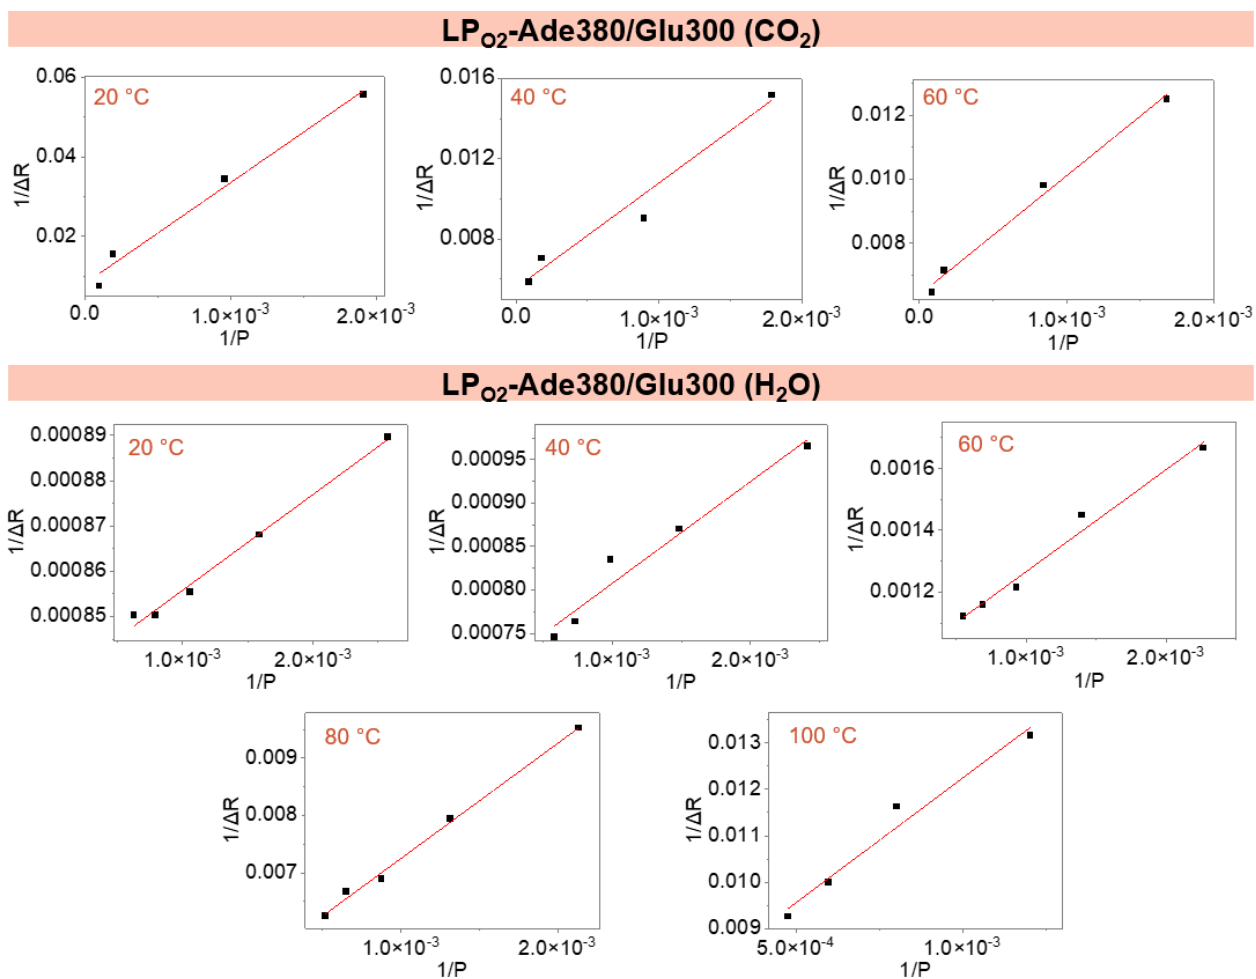 LP_O2-Ade380/Glu300 (CO₂)
20 °C
0.06
0.04
0.02
1/ΔR
0.0
1.0×10⁻³
2.0×10⁻³
1/P
40 °C
0.016
0.012
0.008
1/ΔR
0.0
1.0×10⁻³
2.0×10⁻³
1/P
60 °C
0.012
0.010
0.008
1/ΔR
0.0
1.0×10⁻³
2.0×10⁻³
1/P
LP_O2-Ade380/Glu300 (H₂O)
20 °C
0.00089
0.00088
0.00087
0.00086
0.00085
1/ΔR
1.0×10⁻³
2.0×10⁻³
1/P
40 °C
0.00095
0.00090
0.00085
0.00080
0.00075
1/ΔR
1.0×10⁻³
2.0×10⁻³
1/P
60 °C
0.0016
0.0014
0.0012
1/ΔR
1.0×10⁻³
2.0×10⁻³
1/P
80 °C
0.009
0.008
0.007
1/ΔR
1.0×10⁻³
2.0×10⁻³
1/P
100 °C
0.013
0.012
0.011
0.010
0.009
1/ΔR
5.0×10⁻⁴
1.0×10⁻³
1/P